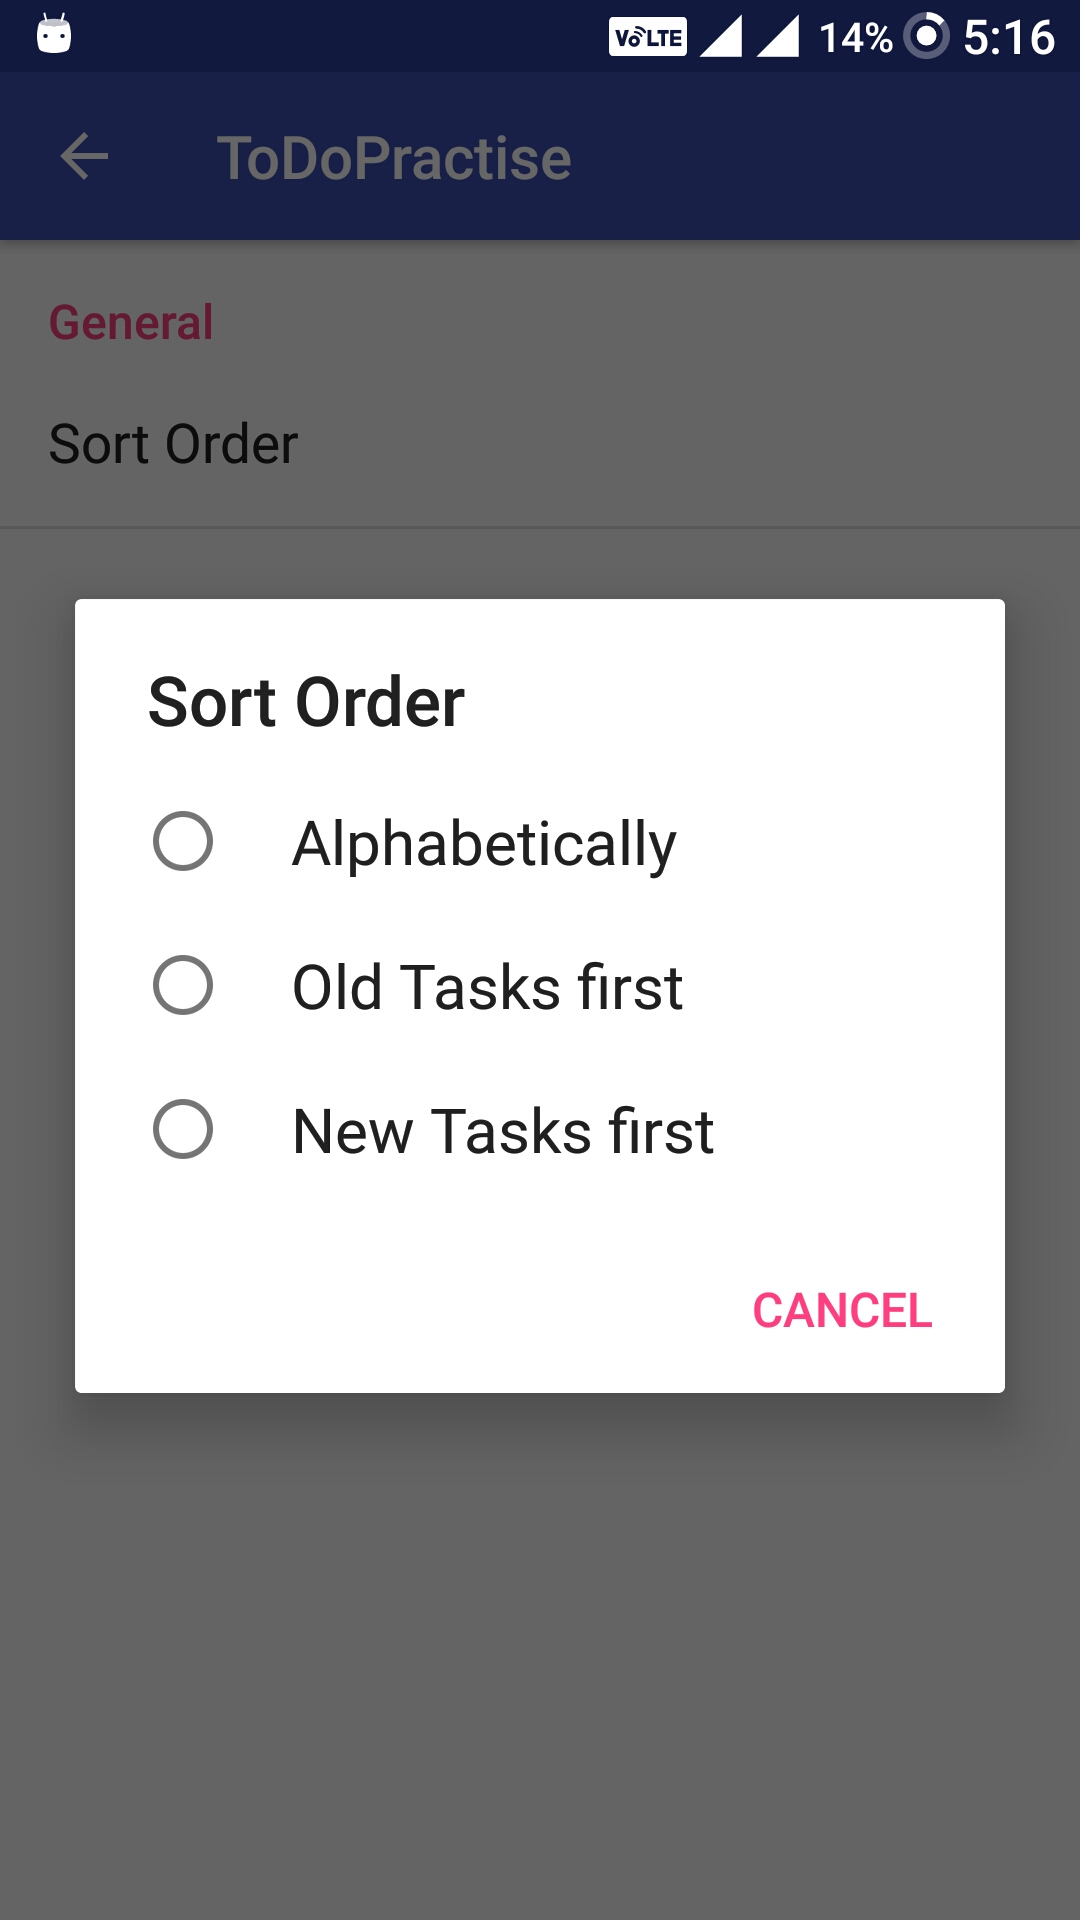 VoLTE 14% 5:16
ToDoPractise
General
Sort Order
Sort Order
Alphabetically
Old Tasks first
New Tasks first
CANCEL